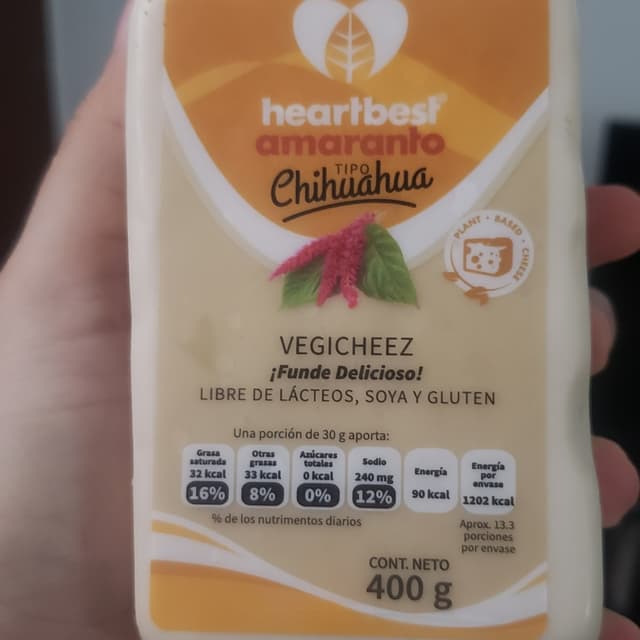 heartbest®
amaranto
TIPO
Chihuahua
PLANT • BASED • CHEESE
VEGICHEEZ
¡Funde Delicioso!
LIBRE DE LÁCTEOS, SOYA Y GLUTEN
Una porción de 30 g aporta:
Grasa saturada 32 kcal 16%
Otras grasas 33 kcal 8%
Azúcares totales 0 kcal 0%
Sodio 240 mg 12%
Energía 90 kcal
Energía por envase 1202 kcal
% de los nutrimentos diarios
Aprox. 13.3
porciones
por envase
CONT. NETO
400 g